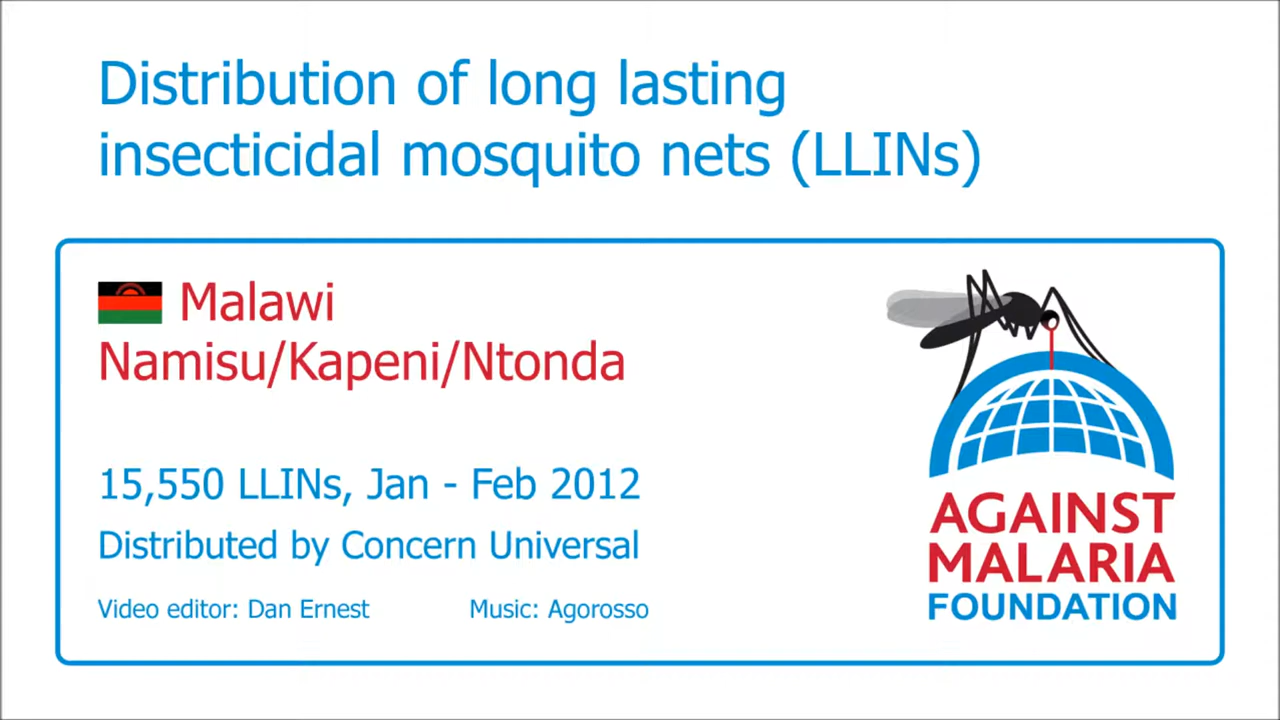 Distribution of long lasting
insecticidal mosquito nets (LLINs)
Malawi
Namisu/Kapeni/Ntonda
15,550 LLINs, Jan - Feb 2012
Distributed by Concern Universal
Video editor: Dan Ernest
Music: Agorosso
AGAINST
MALARIA
FOUNDATION